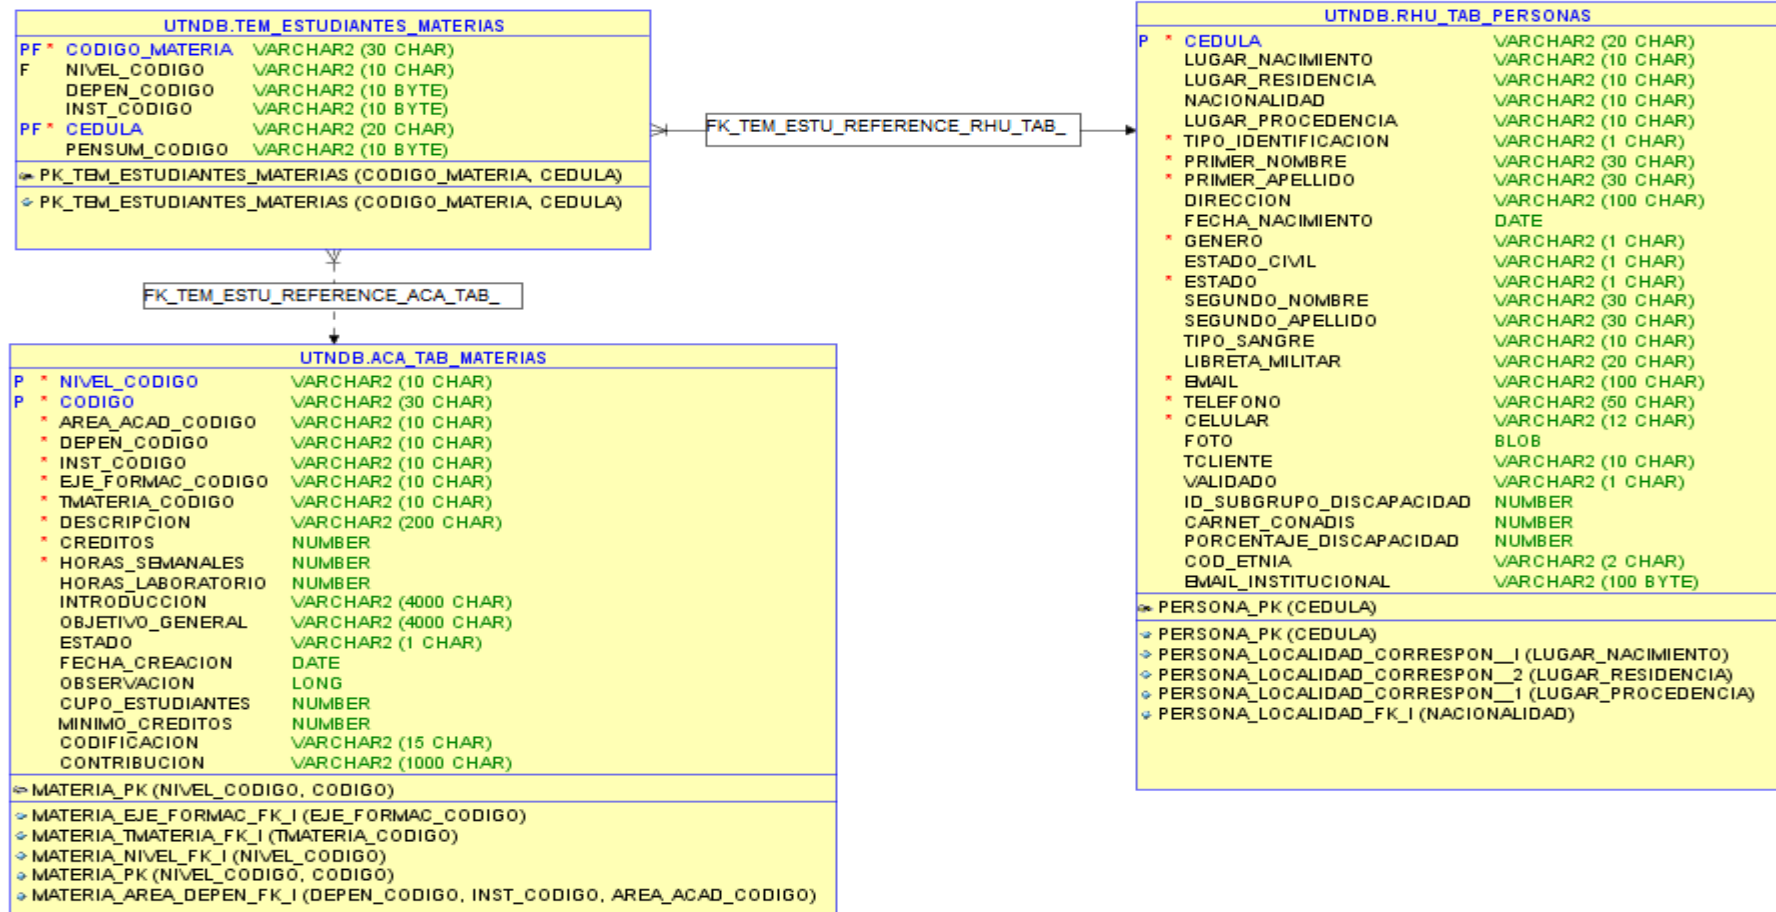 UTNDB.TEM_ESTUDIANTES_MATERIAS
PF * CODIGO_MATERIA VARCHAR2 (30 CHAR)
F NIVEL_CODIGO VARCHAR2 (10 CHAR)
DEPEN_CODIGO VARCHAR2 (10 BYTE)
INST_CODIGO VARCHAR2 (10 BYTE)
PF * CEDULA VARCHAR2 (20 CHAR)
PENSUM_CODIGO VARCHAR2 (10 BYTE)
PK_TEM_ESTUDIANTES_MATERIAS (CODIGO_MATERIA, CEDULA)
PK_TEM_ESTUDIANTES_MATERIAS (CODIGO_MATERIA, CEDULA)
FK_TEM_ESTU_REFERENCE_RHU_TAB_
FK_TEM_ESTU_REFERENCE_ACA_TAB_
UTNDB.ACA_TAB_MATERIAS
P * NIVEL_CODIGO VARCHAR2 (10 CHAR)
P * CODIGO VARCHAR2 (30 CHAR)
* AREA_ACAD_CODIGO VARCHAR2 (10 CHAR)
* DEPEN_CODIGO VARCHAR2 (10 CHAR)
* INST_CODIGO VARCHAR2 (10 CHAR)
* EJE_FORMAC_CODIGO VARCHAR2 (10 CHAR)
* TMATERIA_CODIGO VARCHAR2 (10 CHAR)
* DESCRIPCION VARCHAR2 (200 CHAR)
* CREDITOS NUMBER
* HORAS_SEMANALES NUMBER
HORAS_LABORATORIO NUMBER
INTRODUCCION VARCHAR2 (4000 CHAR)
OBJETIVO_GENERAL VARCHAR2 (4000 CHAR)
ESTADO VARCHAR2 (1 CHAR)
FECHA_CREACION DATE
OBSERVACION LONG
CUPO_ESTUDIANTES NUMBER
MINIMO_CREDITOS NUMBER
CODIFICACION VARCHAR2 (15 CHAR)
CONTRIBUCION VARCHAR2 (1000 CHAR)
MATERIA_PK (NIVEL_CODIGO, CODIGO)
MATERIA_EJE_FORMAC_FK_I (EJE_FORMAC_CODIGO)
MATERIA_TMATERIA_FK_I (TMATERIA_CODIGO)
MATERIA_NIVEL_FK_I (NIVEL_CODIGO)
MATERIA_PK (NIVEL_CODIGO, CODIGO)
MATERIA_AREA_DEPEN_FK_I (DEPEN_CODIGO, INST_CODIGO, AREA_ACAD_CODIGO)
UTNDB.RHU_TAB_PERSONAS
P * CEDULA VARCHAR2 (20 CHAR)
LUGAR_NACIMIENTO VARCHAR2 (10 CHAR)
LUGAR_RESIDENCIA VARCHAR2 (10 CHAR)
NACIONALIDAD VARCHAR2 (10 CHAR)
LUGAR_PROCEDENCIA VARCHAR2 (10 CHAR)
* TIPO_IDENTIFICACION VARCHAR2 (1 CHAR)
* PRIMER_NOMBRE VARCHAR2 (30 CHAR)
* PRIMER_APELLIDO VARCHAR2 (30 CHAR)
DIRECCION VARCHAR2 (100 CHAR)
FECHA_NACIMIENTO DATE
* GENERO VARCHAR2 (1 CHAR)
ESTADO_CIVIL VARCHAR2 (1 CHAR)
* ESTADO VARCHAR2 (1 CHAR)
SEGUNDO_NOMBRE VARCHAR2 (30 CHAR)
SEGUNDO_APELLIDO VARCHAR2 (30 CHAR)
TIPO_SANGRE VARCHAR2 (10 CHAR)
LIBRETA_MILITAR VARCHAR2 (20 CHAR)
* EMAIL VARCHAR2 (100 CHAR)
* TELEFONO VARCHAR2 (50 CHAR)
* CELULAR VARCHAR2 (12 CHAR)
FOTO BLOB
TCLIENTE VARCHAR2 (10 CHAR)
VALIDADO VARCHAR2 (1 CHAR)
ID_SUBGRUPO_DISCAPACIDAD NUMBER
CARNET_CONADIS NUMBER
PORCENTAJE_DISCAPACIDAD NUMBER
COD_ETNIA VARCHAR2 (2 CHAR)
EMAIL_INSTITUCIONAL VARCHAR2 (100 BYTE)
PERSONA_PK (CEDULA)
PERSONA_PK (CEDULA)
PERSONA_LOCALIDAD_CORRESPON__I (LUGAR_NACIMIENTO)
PERSONA_LOCALIDAD_CORRESPON__2 (LUGAR_RESIDENCIA)
PERSONA_LOCALIDAD_CORRESPON__1 (LUGAR_PROCEDENCIA)
PERSONA_LOCALIDAD_FK_I (NACIONALIDAD)